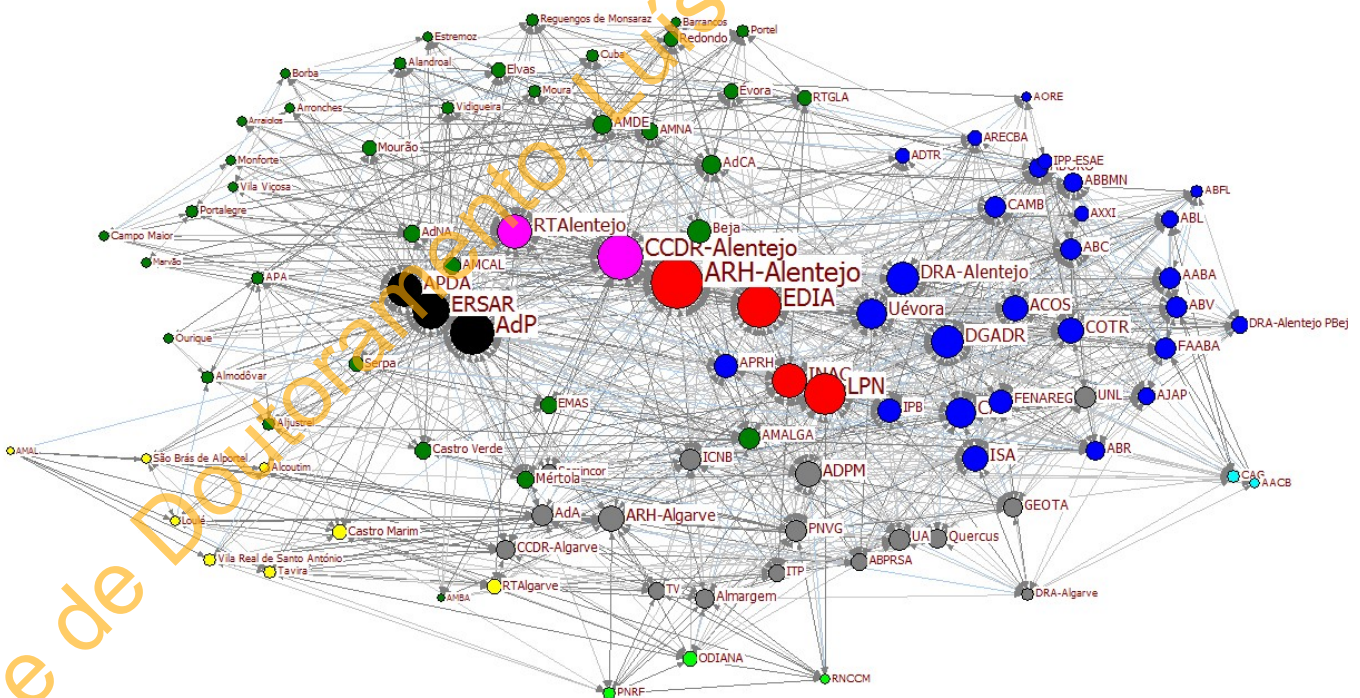 Reguengos de Monsaraz
Barrancos
Portel
Estremoz
Redondo
Cuba
Alandroal
Elvas
Borba
Moura
Évora
RTGLA
AORE
Arronches
Vidigueira
Arraiolos
AMDE
AMNA
ARECBA
Mourão
ADTR
IPP-ESAE
Monforte
AdCA
ABBMN
Vila Viçosa
ABFL
Portalegre
CAMB
AXXI
ABL
RTAlentejo
Beja
Campo Maior
AdNA
CCDR-Alentejo
ABC
Marvão
AMCAL
ARH-Alentejo
DRA-Alentejo
AABA
APA
APDA
EDIA
ERSAR
Uévora
ACOS
ABV
AdP
COTR
DRA-Alentejo PBej
Ourique
DGADR
FAABA
Serpa
APRH
INAG
Almodôvar
LPN
EMAS
IPB
FENAREG
UNL
AJAP
Aljustrel
AMALGA
AMAL
São Brás de Alportel
Castro Verde
ICNB
ISA
ABR
Alcoutim
Mértola
ADPM
CAG
AACB
Loulé
AdA
ARH-Algarve
GEOTA
Castro Marim
PNVG
UA
Quercus
CCDR-Algarve
Vila Real de Santo António
Tavira
ITP
ABPRSA
RTAlgarve
TV
AMBA
Almargem
DRA-Algarve
ODIANA
RNCCM
PNRF
e de Doutoramento, Luís